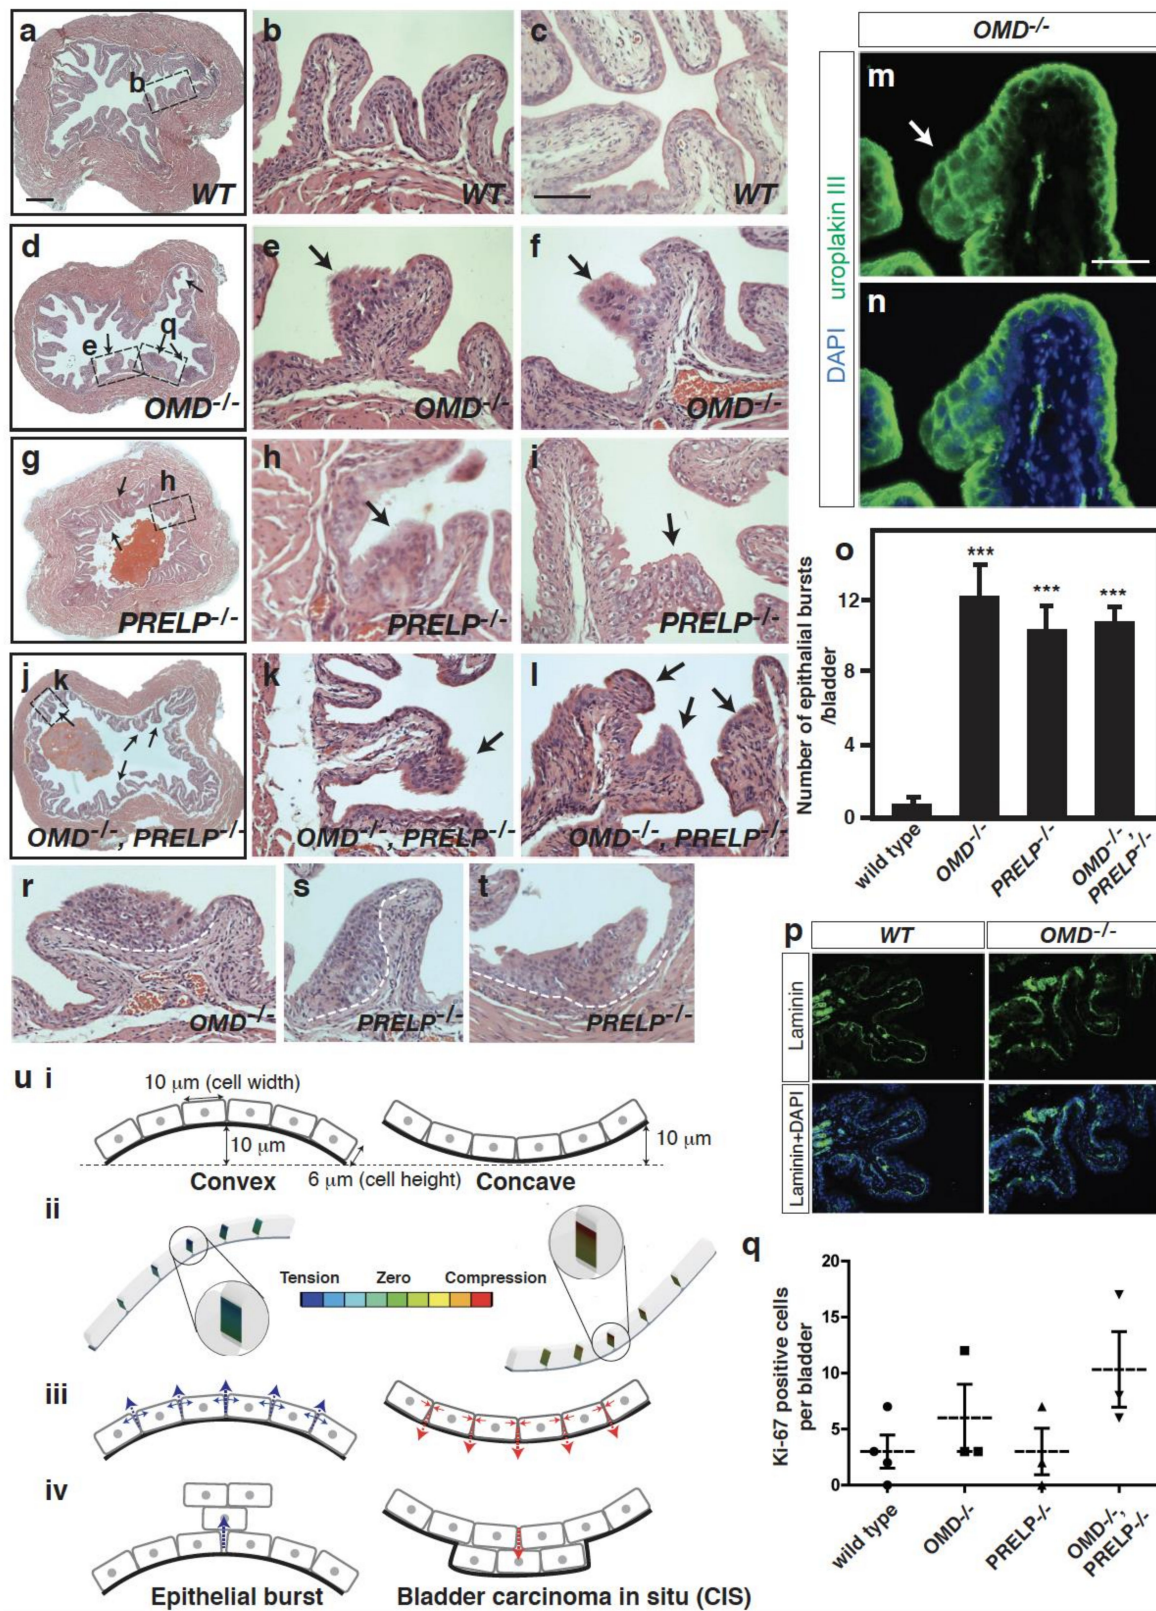 a
b
WT
b
WT
c
WT
d
e
q
OMD-/-
e
OMD-/-
f
OMD-/-
g
h
PRELP-/-
h
PRELP-/-
i
PRELP-/-
j
k
OMD-/-, PRELP-/-
k
OMD-/-, PRELP-/-
l
OMD-/-, PRELP-/-
OMD-/-
m
uroplakin III
n
DAPI
o
Number of epithelial bursts
/bladder
12
8
4
0
***
***
***
wild type
OMD-/-
PRELP-/-
OMD-/-,
PRELP-/-
r
OMD-/-
s
PRELP-/-
t
PRELP-/-
p
WT
OMD-/-
Laminin
Laminin+DAPI
u i
10 μm (cell width)
10 μm
10 μm
6 μm (cell height)
Convex
Concave
ii
Tension Zero Compression
iii
iv
Epithelial burst
Bladder carcinoma in situ (CIS)
q
Ki-67 positive cells
per bladder
20
15
10
5
0
wild type
OMD-/-
PRELP-/-
OMD-/-,
PRELP-/-